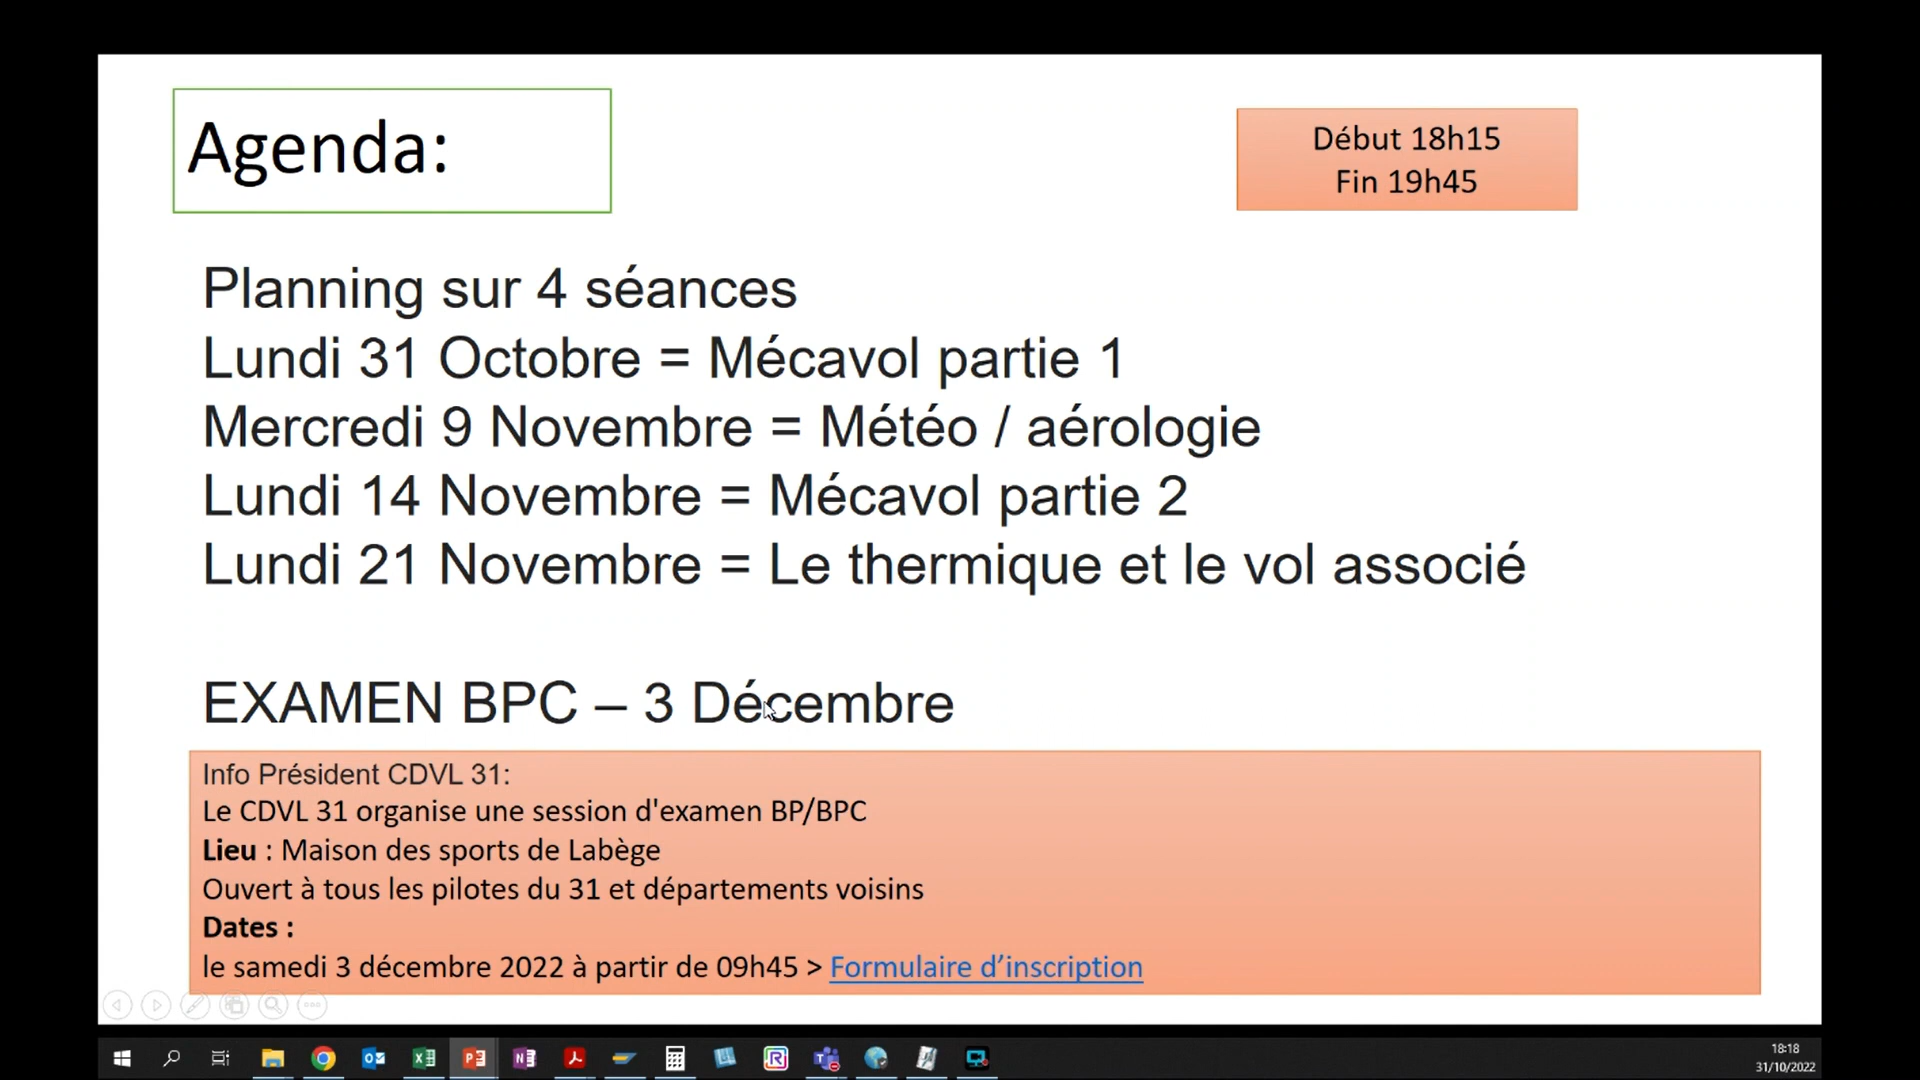 Agenda:
Début 18h15
Fin 19h45
Planning sur 4 séances
Lundi 31 Octobre = Mécavol partie 1
Mercredi 9 Novembre = Météo / aérologie
Lundi 14 Novembre = Mécavol partie 2
Lundi 21 Novembre = Le thermique et le vol associé
EXAMEN BPC – 3 Décembre
Info Président CDVL 31:
Le CDVL 31 organise une session d'examen BP/BPC
Lieu : Maison des sports de Labège
Ouvert à tous les pilotes du 31 et départements voisins
Dates :
le samedi 3 décembre 2022 à partir de 09h45 > Formulaire d’inscription
18:18
31/10/2022